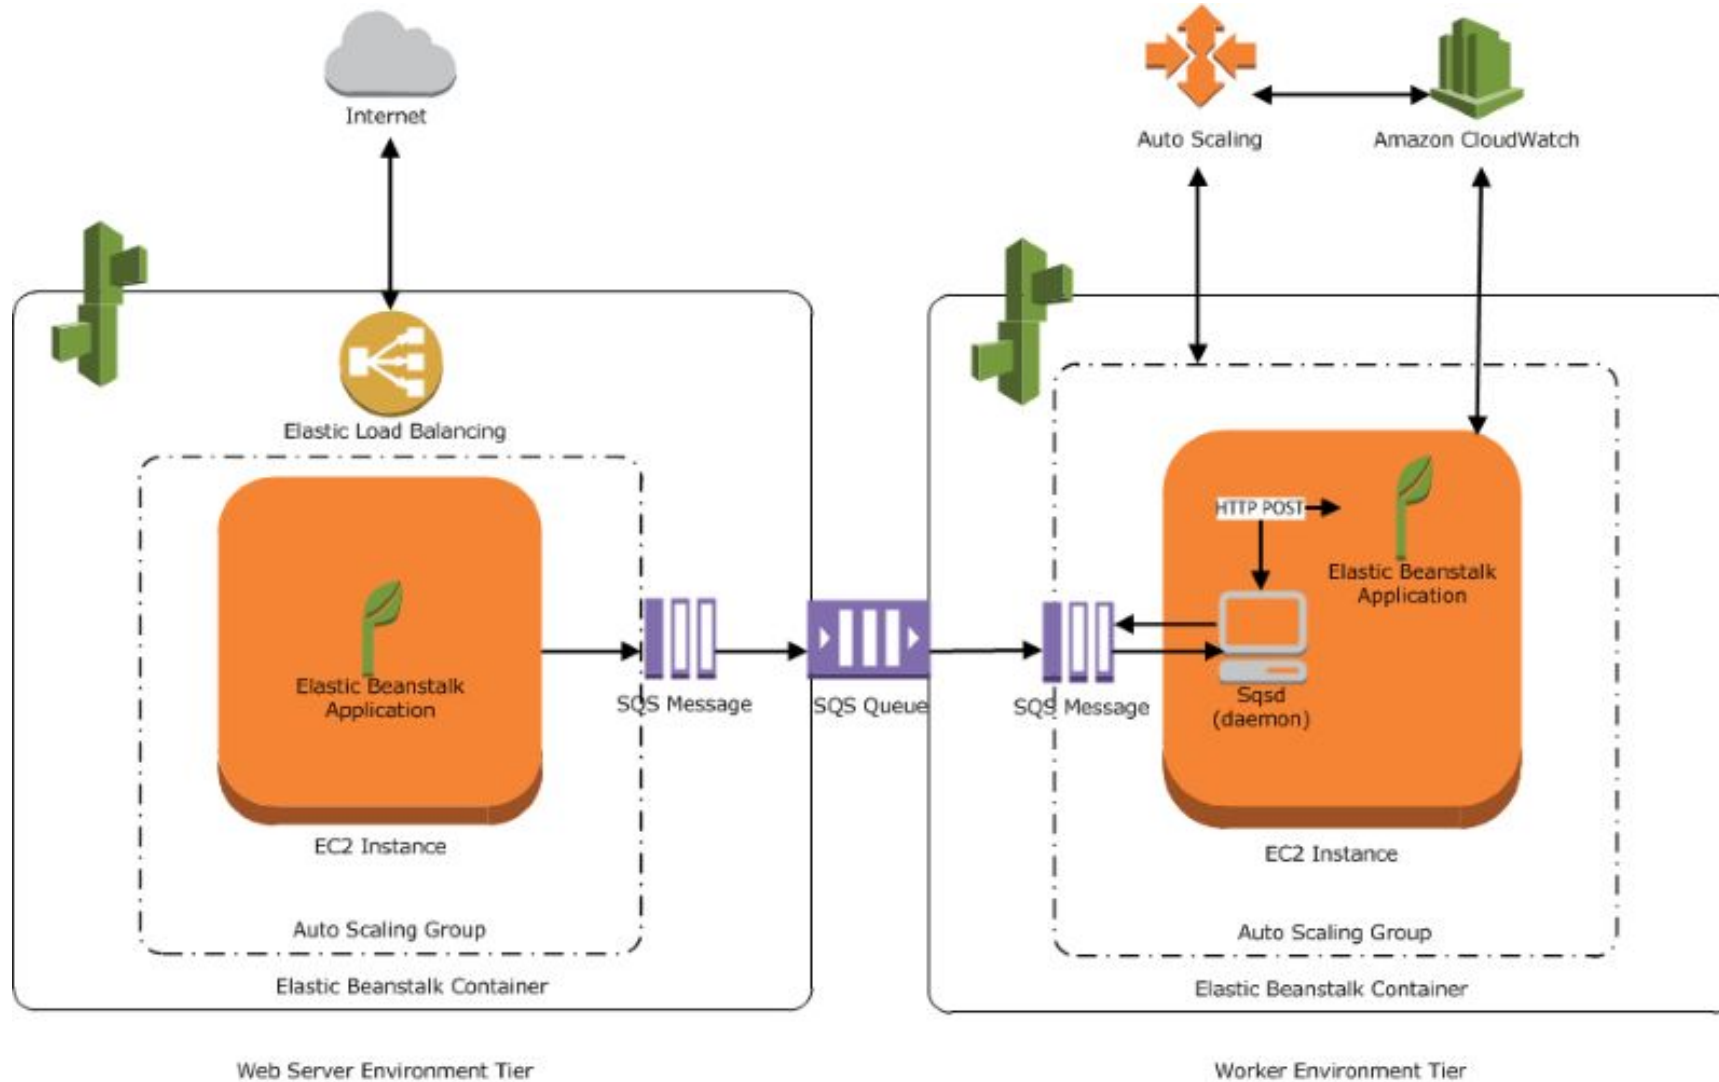 Internet
Auto Scaling
Amazon CloudWatch
Elastic Load Balancing
Elastic Beanstalk
Application
EC2 Instance
Auto Scaling Group
Elastic Beanstalk Container
Web Server Environment Tier
SQS Message
SQS Queue
SQS Message
HTTP POST
Elastic Beanstalk
Application
Sqsd
(daemon)
EC2 Instance
Auto Scaling Group
Elastic Beanstalk Container
Worker Environment Tier